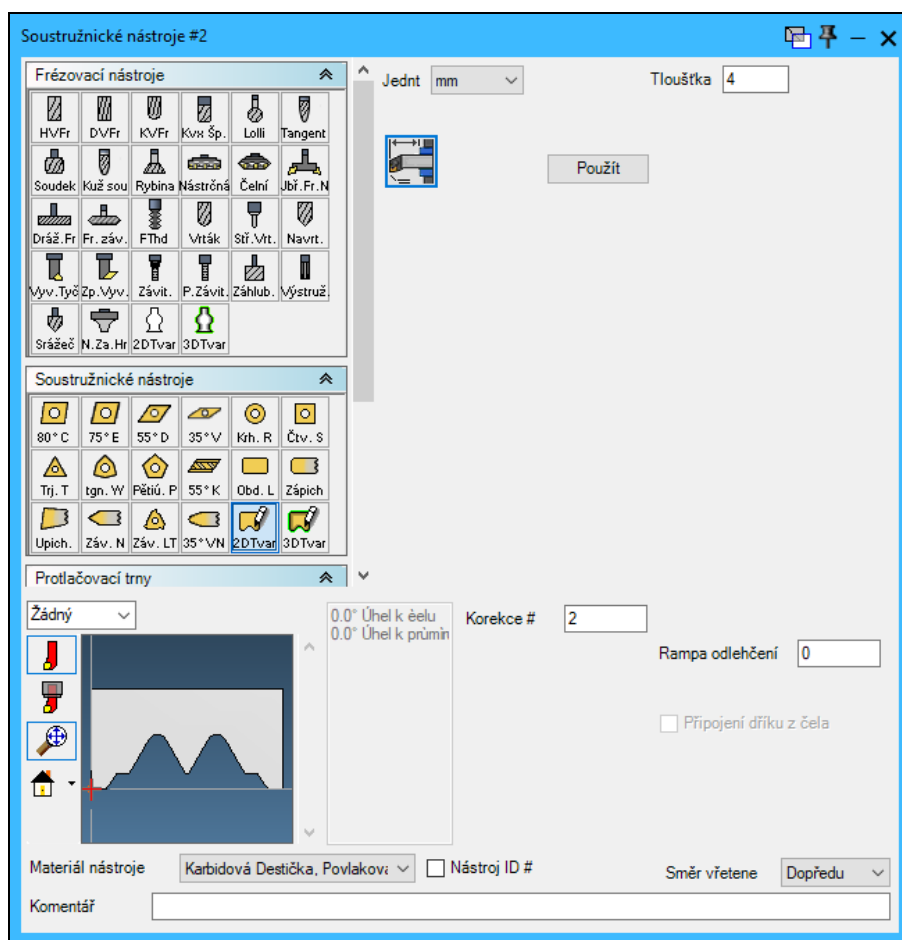 Soustružnické nástroje #2
Frézovací nástroje
Jednt mm
Tloušťka 4
HVFr DVFr KVFr Kvx Šp. Lolli Tangent
Použít
Soudek Kuž sou Rybina Nástrčná Čelní Jbř.Fr.N
Dráž.Fr Fr. záv. FThd Vrták Stř.Vrt. Navrt.
Vyv.Tyč Zp.Vyv. Závit. P.Závit. Záhlub. Výstruž.
Srážeč N.Za.Hr 2DTvar 3DTvar
Soustružnické nástroje
80°C 75°E 55°D 35°V Krh. R Čtv. S
Trj. T tgn. W Pětiú. P 55°K Obd. L Zápich
Upich. Záv. N Záv. LT 35°VN 2DTvar 3DTvar
Protlačovací trny
Žádný
0.0° Úhel k èelu
0.0° Úhel k prùmin
Korekce # 2
Rampa odlehčení 0
Připojení dříku z čela
Materiál nástroje Karbidová Destička, Povlakova
Nástroj ID #
Směr vřetene Dopředu
Komentář